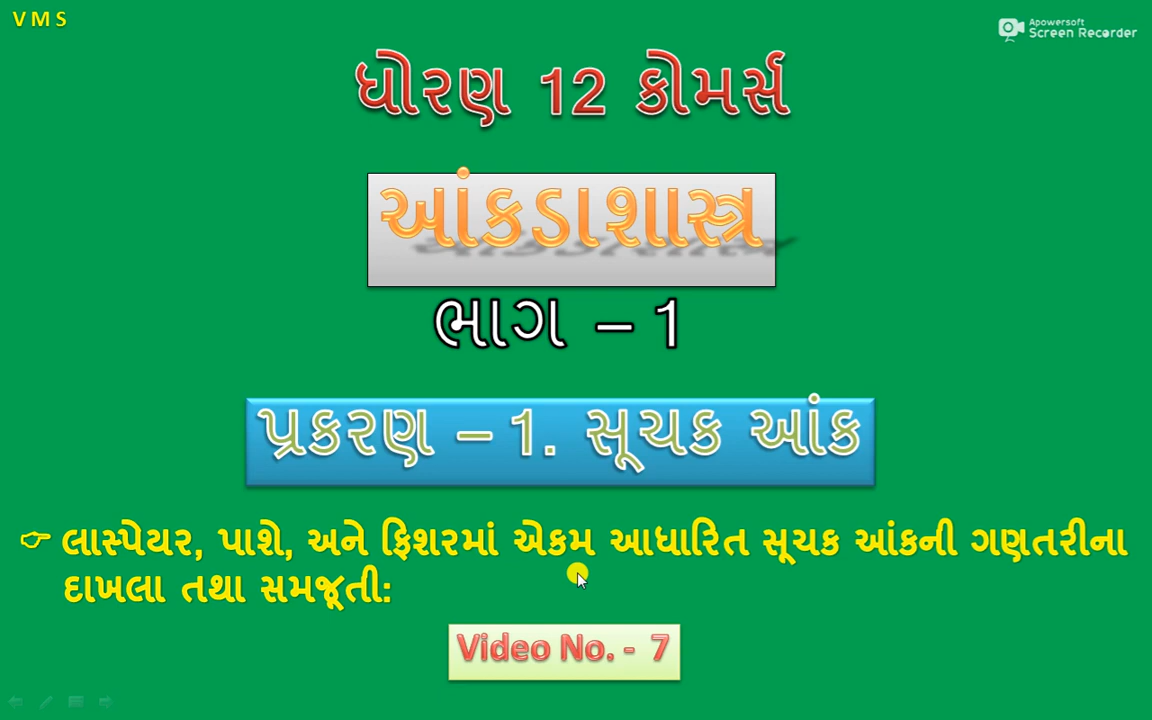 V M S
Apowersoft
Screen Recorder
ધોરણ 12 કોમર્સ
આંકડાશાસ્ત્ર
ભાગ – 1
પ્રકરણ – 1. સૂચક આંક
☞ લાસ્પેયર, પાશે, અને ફિશરમાં એકમ આધારિત સૂચક આંકની ગણતરીના
દાખલા તથા સમજૂતી:
Video No. - 7